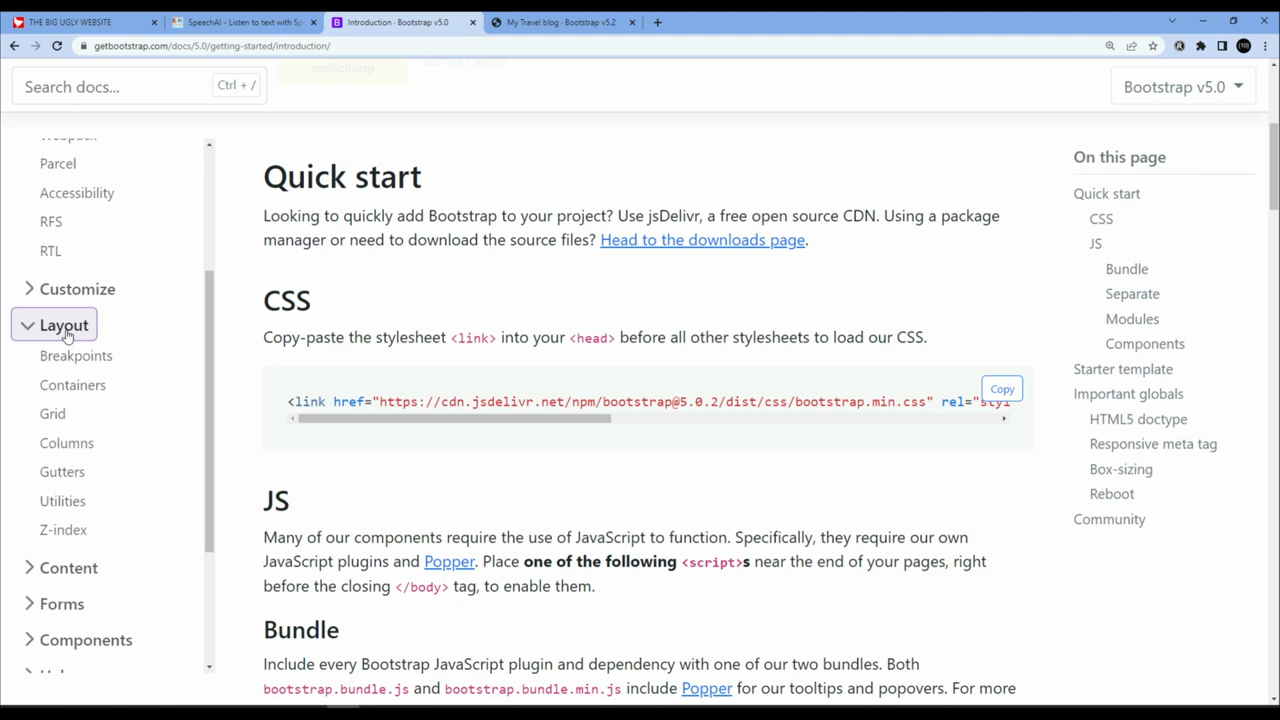 THE BIG UGLY WEBSITE
SpeechAI - Listen to text with Sp
Introduction · Bootstrap v5.0
My Travel blog · Bootstrap v5.2
getbootstrap.com/docs/5.0/getting-started/introduction/
Search docs...
Ctrl + /
mailchimp
Bootstrap v5.0
Webpack
Parcel
Accessibility
RFS
RTL
Customize
Layout
Breakpoints
Containers
Grid
Columns
Gutters
Utilities
Z-index
Content
Forms
Components
Quick start
Looking to quickly add Bootstrap to your project? Use jsDelivr, a free open source CDN. Using a package
manager or need to download the source files? Head to the downloads page.
CSS
Copy-paste the stylesheet <link> into your <head> before all other stylesheets to load our CSS.
Copy
<link href="https://cdn.jsdelivr.net/npm/bootstrap@5.0.2/dist/css/bootstrap.min.css" rel="styl
JS
Many of our components require the use of JavaScript to function. Specifically, they require our own
JavaScript plugins and Popper. Place one of the following <script>s near the end of your pages, right
before the closing </body> tag, to enable them.
Bundle
Include every Bootstrap JavaScript plugin and dependency with one of our two bundles. Both
bootstrap.bundle.js and bootstrap.bundle.min.js include Popper for our tooltips and popovers. For more
On this page
Quick start
CSS
JS
Bundle
Separate
Modules
Components
Starter template
Important globals
HTML5 doctype
Responsive meta tag
Box-sizing
Reboot
Community